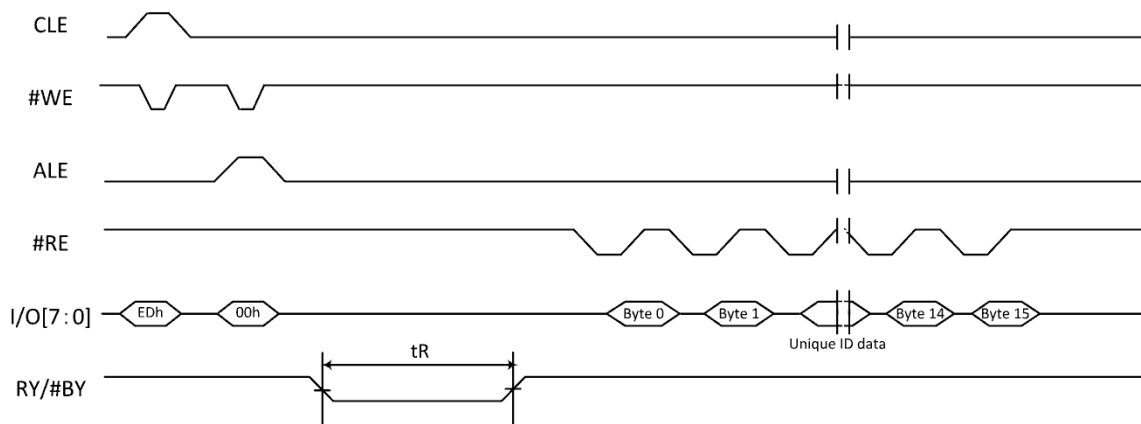 CLE
#WE
ALE
#RE
I/O[7:0] EDh 00h Byte 0 Byte 1 Byte 14 Byte 15
Unique ID data
tR
RY/#BY